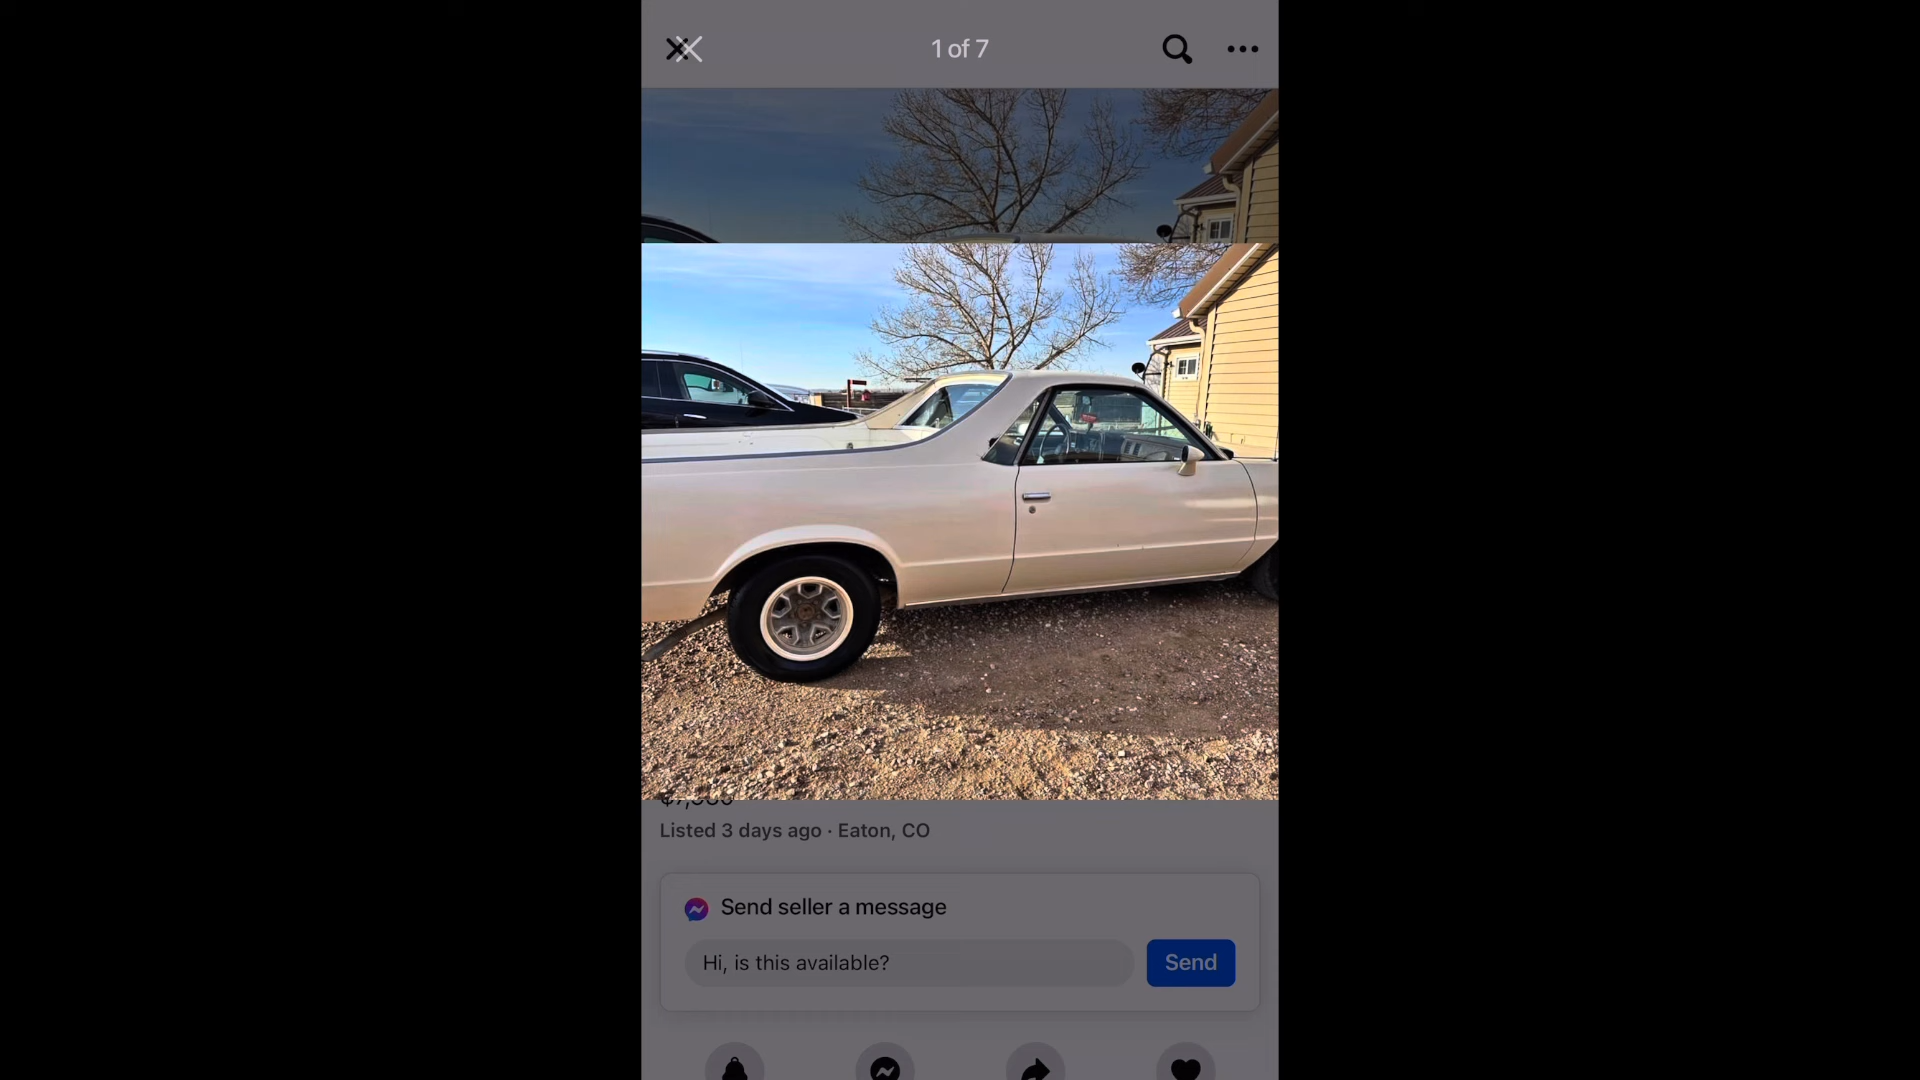 1 of 7
Listed 3 days ago · Eaton, CO
Send seller a message
Hi, is this available?
Send